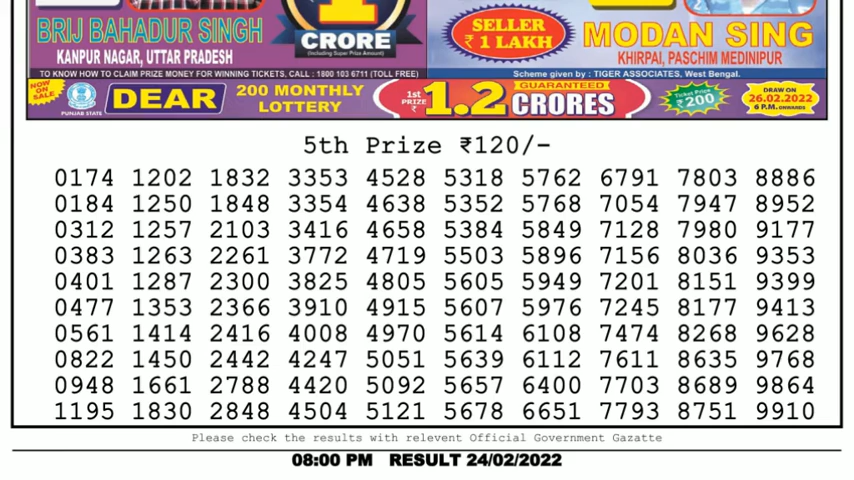 1
CRORE
(Including Super Prize Amount)
BRIJ BAHADUR SINGH
KANPUR NAGAR, UTTAR PRADESH
SELLER
₹ 1 LAKH
MODAN SING
KHIRPAI, PASCHIM MEDINIPUR
TO KNOW HOW TO CLAIM PRIZE MONEY FOR WINNING TICKETS, CALL : 1800 103 6711 (TOLL FREE)
Scheme given by : TIGER ASSOCIATES, West Bengal.
NOW ON SALE
PUNJAB STATE
DEAR
200 MONTHLY
LOTTERY
1st
PRIZE
₹
1.2
GUARANTEED
CRORES
Ticket Price
₹200
DRAW ON
26.02.2022
6 P.M. ONWARDS
5th Prize ₹120/-
0174 1202 1832 3353 4528 5318 5762 6791 7803 8886
0184 1250 1848 3354 4638 5352 5768 7054 7947 8952
0312 1257 2103 3416 4658 5384 5849 7128 7980 9177
0383 1263 2261 3772 4719 5503 5896 7156 8036 9353
0401 1287 2300 3825 4805 5605 5949 7201 8151 9399
0477 1353 2366 3910 4915 5607 5976 7245 8177 9413
0561 1414 2416 4008 4970 5614 6108 7474 8268 9628
0822 1450 2442 4247 5051 5639 6112 7611 8635 9768
0948 1661 2788 4420 5092 5657 6400 7703 8689 9864
1195 1830 2848 4504 5121 5678 6651 7793 8751 9910
Please check the results with relevent Official Government Gazatte
08:00 PM RESULT 24/02/2022